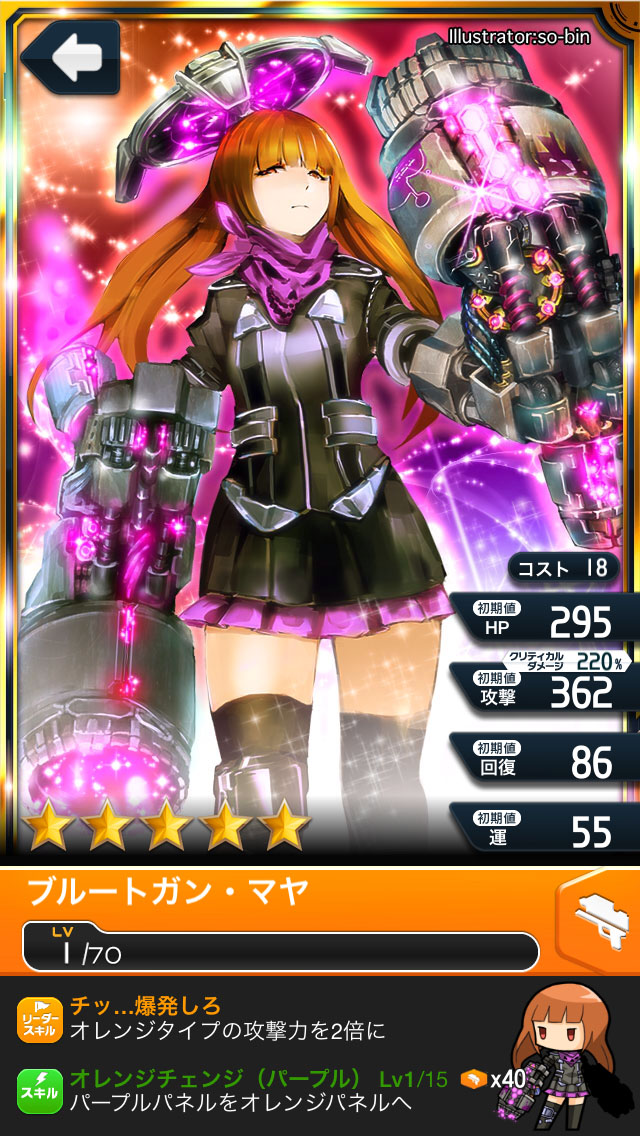 Illustrator:so-bin
コスト 18
初期値
HP 295
クリティカル
ダメージ 220%
初期値
攻撃 362
初期値
回復 86
初期値
運 55
ブルートガン・マヤ
LV
1/70
リーダー
スキル
チッ...爆発しろ
オレンジタイプの攻撃力を2倍に
スキル
オレンジチェンジ（パープル） Lv1/15 x40
パープルパネルをオレンジパネルへ